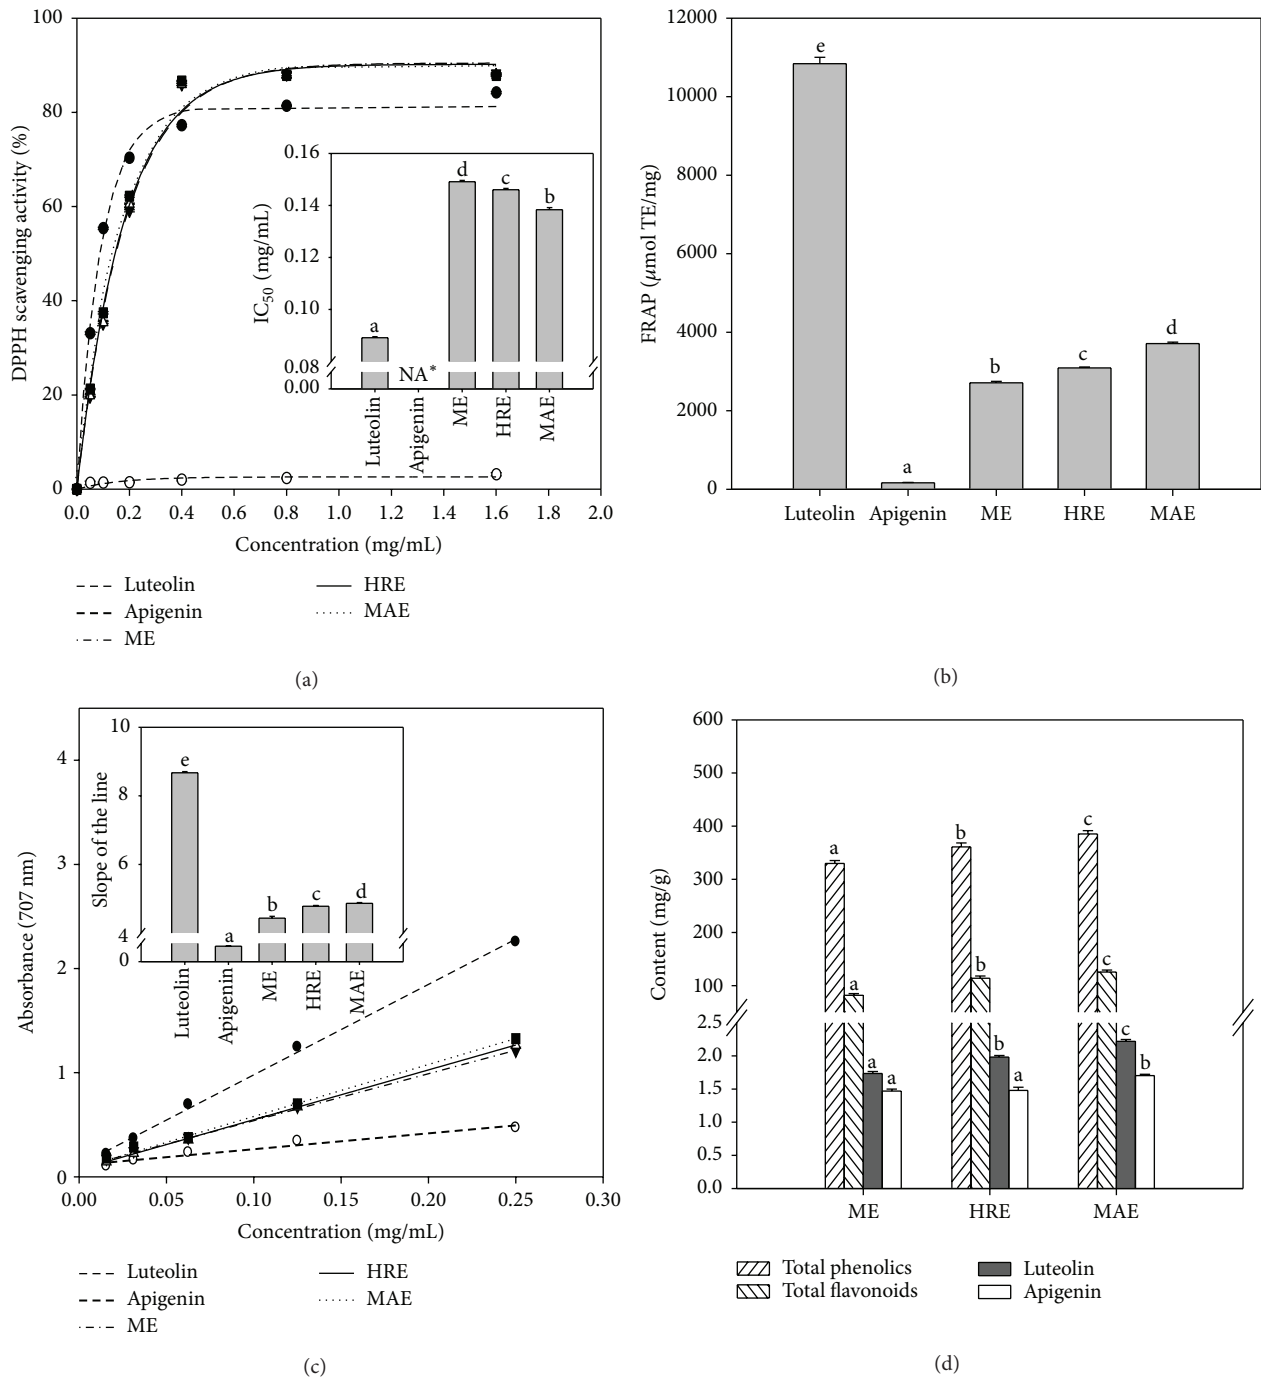 100
80
60
40
20
0
DPPH scavenging activity (%)
0.0 0.2 0.4 0.6 0.8 1.0 1.2 1.4 1.6 1.8 2.0
Concentration (mg/mL)
0.16
0.14
0.12
0.10
0.08
0.00
IC50 (mg/mL)
a
NA*
d
c
b
Luteolin
Apigenin
ME
HRE
MAE
Luteolin
Apigenin
ME
HRE
MAE
(a)
12000
10000
8000
6000
4000
2000
0
FRAP (μmol TE/mg)
e
a
b
c
d
Luteolin Apigenin ME HRE MAE
(b)
4
3
2
1
0
Absorbance (707 nm)
0.00 0.05 0.10 0.15 0.20 0.25 0.30
Concentration (mg/mL)
10
8
6
4
0
Slope of the line
e
a
b
c
d
Luteolin
Apigenin
ME
HRE
MAE
Luteolin
Apigenin
ME
HRE
MAE
(c)
600
500
400
300
200
100
2.5
2.0
1.5
1.0
0.5
0.0
Content (mg/g)
a
a
a
a
b
b
b
a
c
c
c
b
ME HRE MAE
Total phenolics
Total flavonoids
Luteolin
Apigenin
(d)